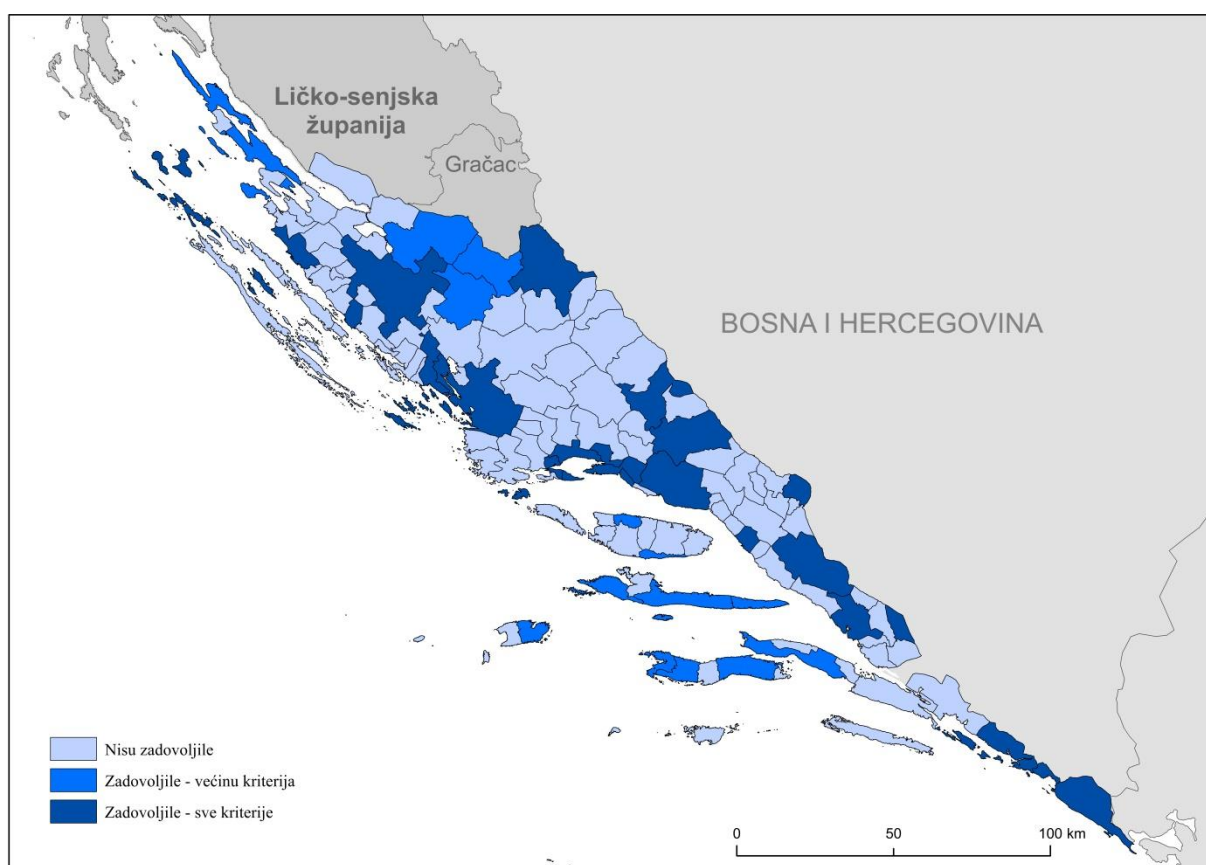 Ličko-senjska
županija
Gračac
BOSNA I HERCEGOVINA
Nisu zadovoljile
Zadovoljile - većinu kriterija
Zadovoljile - sve kriterije
0 50 100 km